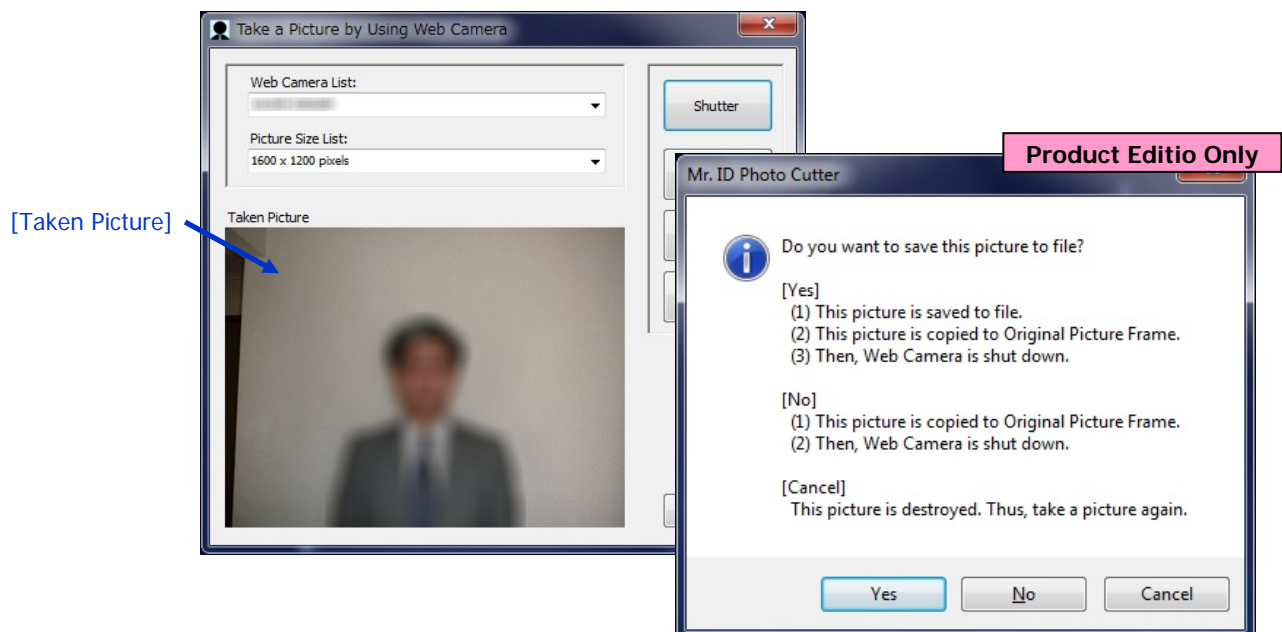 Take a Picture by Using Web Camera
Web Camera List:
Picture Size List:
1600 x 1200 pixels
Shutter
Taken Picture
[Taken Picture]
Product Editio Only
Mr. ID Photo Cutter
Do you want to save this picture to file?
[Yes]
(1) This picture is saved to file.
(2) This picture is copied to Original Picture Frame.
(3) Then, Web Camera is shut down.
[No]
(1) This picture is copied to Original Picture Frame.
(2) Then, Web Camera is shut down.
[Cancel]
This picture is destroyed. Thus, take a picture again.
Yes
No
Cancel